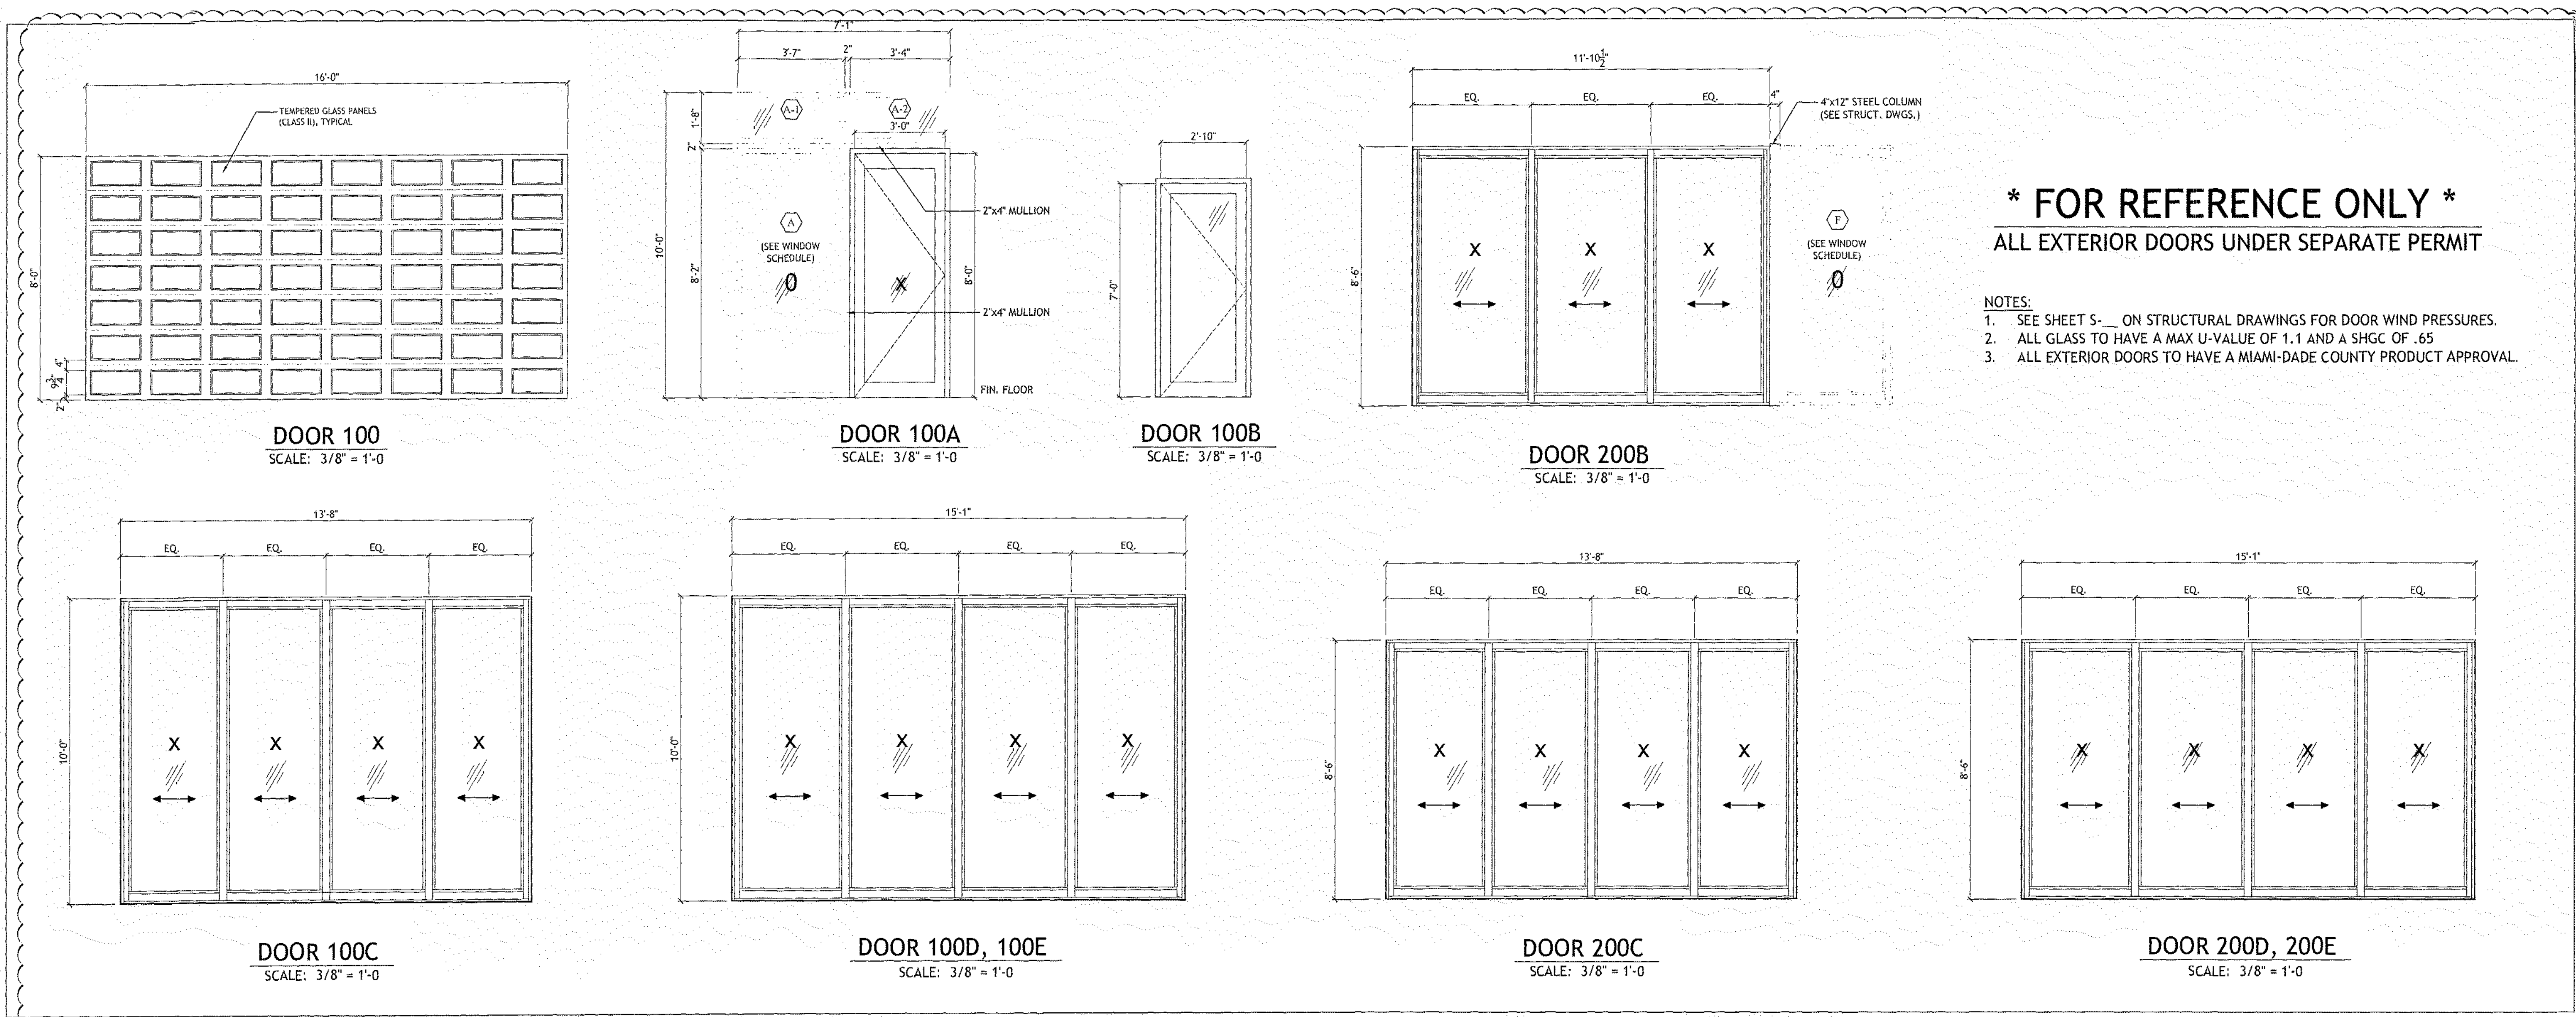 16'-0"
TEMPERED GLASS PANELS
(CLASS II), TYPICAL
8'-0"
4"
9 3/4"
2"
DOOR 100
SCALE: 3/8" = 1'-0
7'-1"
3'-7"
2"
3'-4"
A-1
A-2
3'-0"
1'-8"
2"
10'-0"
8'-2"
A
(SEE WINDOW
SCHEDULE)
0
X
8'-0"
2"x4" MULLION
2"x4" MULLION
FIN. FLOOR
DOOR 100A
SCALE: 3/8" = 1'-0
2'-10"
7'-0"
DOOR 100B
SCALE: 3/8" = 1'-0
11'-10 1/2"
EQ. EQ. EQ. 4"
4"x12" STEEL COLUMN
(SEE STRUCT. DWGS.)
8'-6"
X X X
F
(SEE WINDOW
SCHEDULE)
0
DOOR 200B
SCALE: 3/8" = 1'-0
* FOR REFERENCE ONLY *
ALL EXTERIOR DOORS UNDER SEPARATE PERMIT
NOTES:
1. SEE SHEET S-__ ON STRUCTURAL DRAWINGS FOR DOOR WIND PRESSURES.
2. ALL GLASS TO HAVE A MAX U-VALUE OF 1.1 AND A SHGC OF .65
3. ALL EXTERIOR DOORS TO HAVE A MIAMI-DADE COUNTY PRODUCT APPROVAL.
13'-8"
EQ. EQ. EQ. EQ.
10'-0"
X X X X
DOOR 100C
SCALE: 3/8" = 1'-0
15'-1"
EQ. EQ. EQ. EQ.
10'-0"
X X X X
DOOR 100D, 100E
SCALE: 3/8" = 1'-0
13'-8"
EQ. EQ. EQ. EQ.
8'-6"
X X X X
DOOR 200C
SCALE: 3/8" = 1'-0
15'-1"
EQ. EQ. EQ. EQ.
8'-6"
X X X X
DOOR 200D, 200E
SCALE: 3/8" = 1'-0